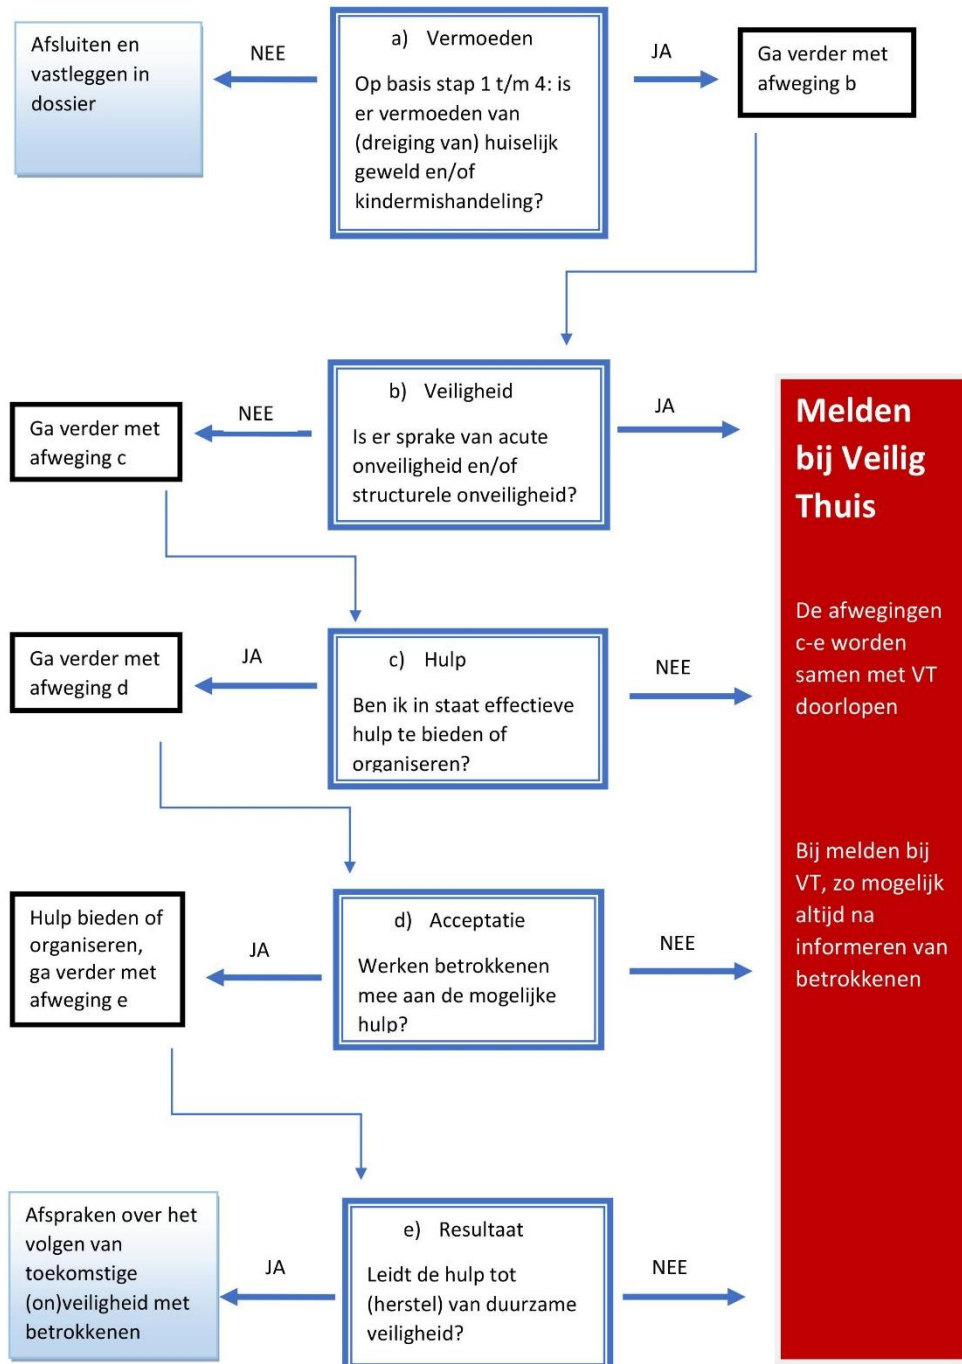 Afsluiten en
vastleggen in
dossier
NEE
a) Vermoeden
Op basis stap 1 t/m 4: is
er vermoeden van
(dreiging van) huiselijk
geweld en/of
kindermishandeling?
JA
Ga verder met
afweging b
Ga verder met
afweging c
NEE
b) Veiligheid
Is er sprake van acute
onveiligheid en/of
structurele onveiligheid?
JA
Melden
bij Veilig
Thuis
De afwegingen
c-e worden
samen met VT
doorlopen
Bij melden bij
VT, zo mogelijk
altijd na
informeren van
betrokkenen
Ga verder met
afweging d
JA
c) Hulp
Ben ik in staat effectieve
hulp te bieden of
organiseren?
NEE
Hulp bieden of
organiseren,
ga verder met
afweging e
JA
d) Acceptatie
Werken betrokkenen
mee aan de mogelijke
hulp?
NEE
Afspraken over het
volgen van
toekomstige
(on)veiligheid met
betrokkenen
JA
e) Resultaat
Leidt de hulp tot
(herstel) van duurzame
veiligheid?
NEE